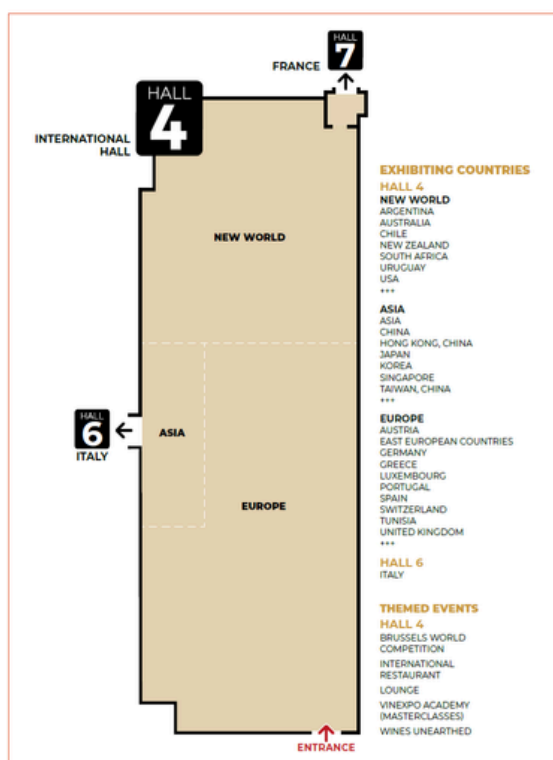 HALL
7
FRANCE
HALL
4
INTERNATIONAL
HALL
NEW WORLD
HALL
6
ITALY
ASIA
EUROPE
ENTRANCE
EXHIBITING COUNTRIES
HALL 4
NEW WORLD
ARGENTINA
AUSTRALIA
CHILE
NEW ZEALAND
SOUTH AFRICA
URUGUAY
USA
+++
ASIA
ASIA
CHINA
HONG KONG, CHINA
JAPAN
KOREA
SINGAPORE
TAIWAN, CHINA
+++
EUROPE
AUSTRIA
EAST EUROPEAN COUNTRIES
GERMANY
GREECE
LUXEMBOURG
PORTUGAL
SPAIN
SWITZERLAND
TUNISIA
UNITED KINGDOM
+++
HALL 6
ITALY
THEMED EVENTS
HALL 4
BRUSSELS WORLD
COMPETITION
INTERNATIONAL
RESTAURANT
LOUNGE
VINEXPO ACADEMY
(MASTERCLASSES)
WINES UNEARTHED